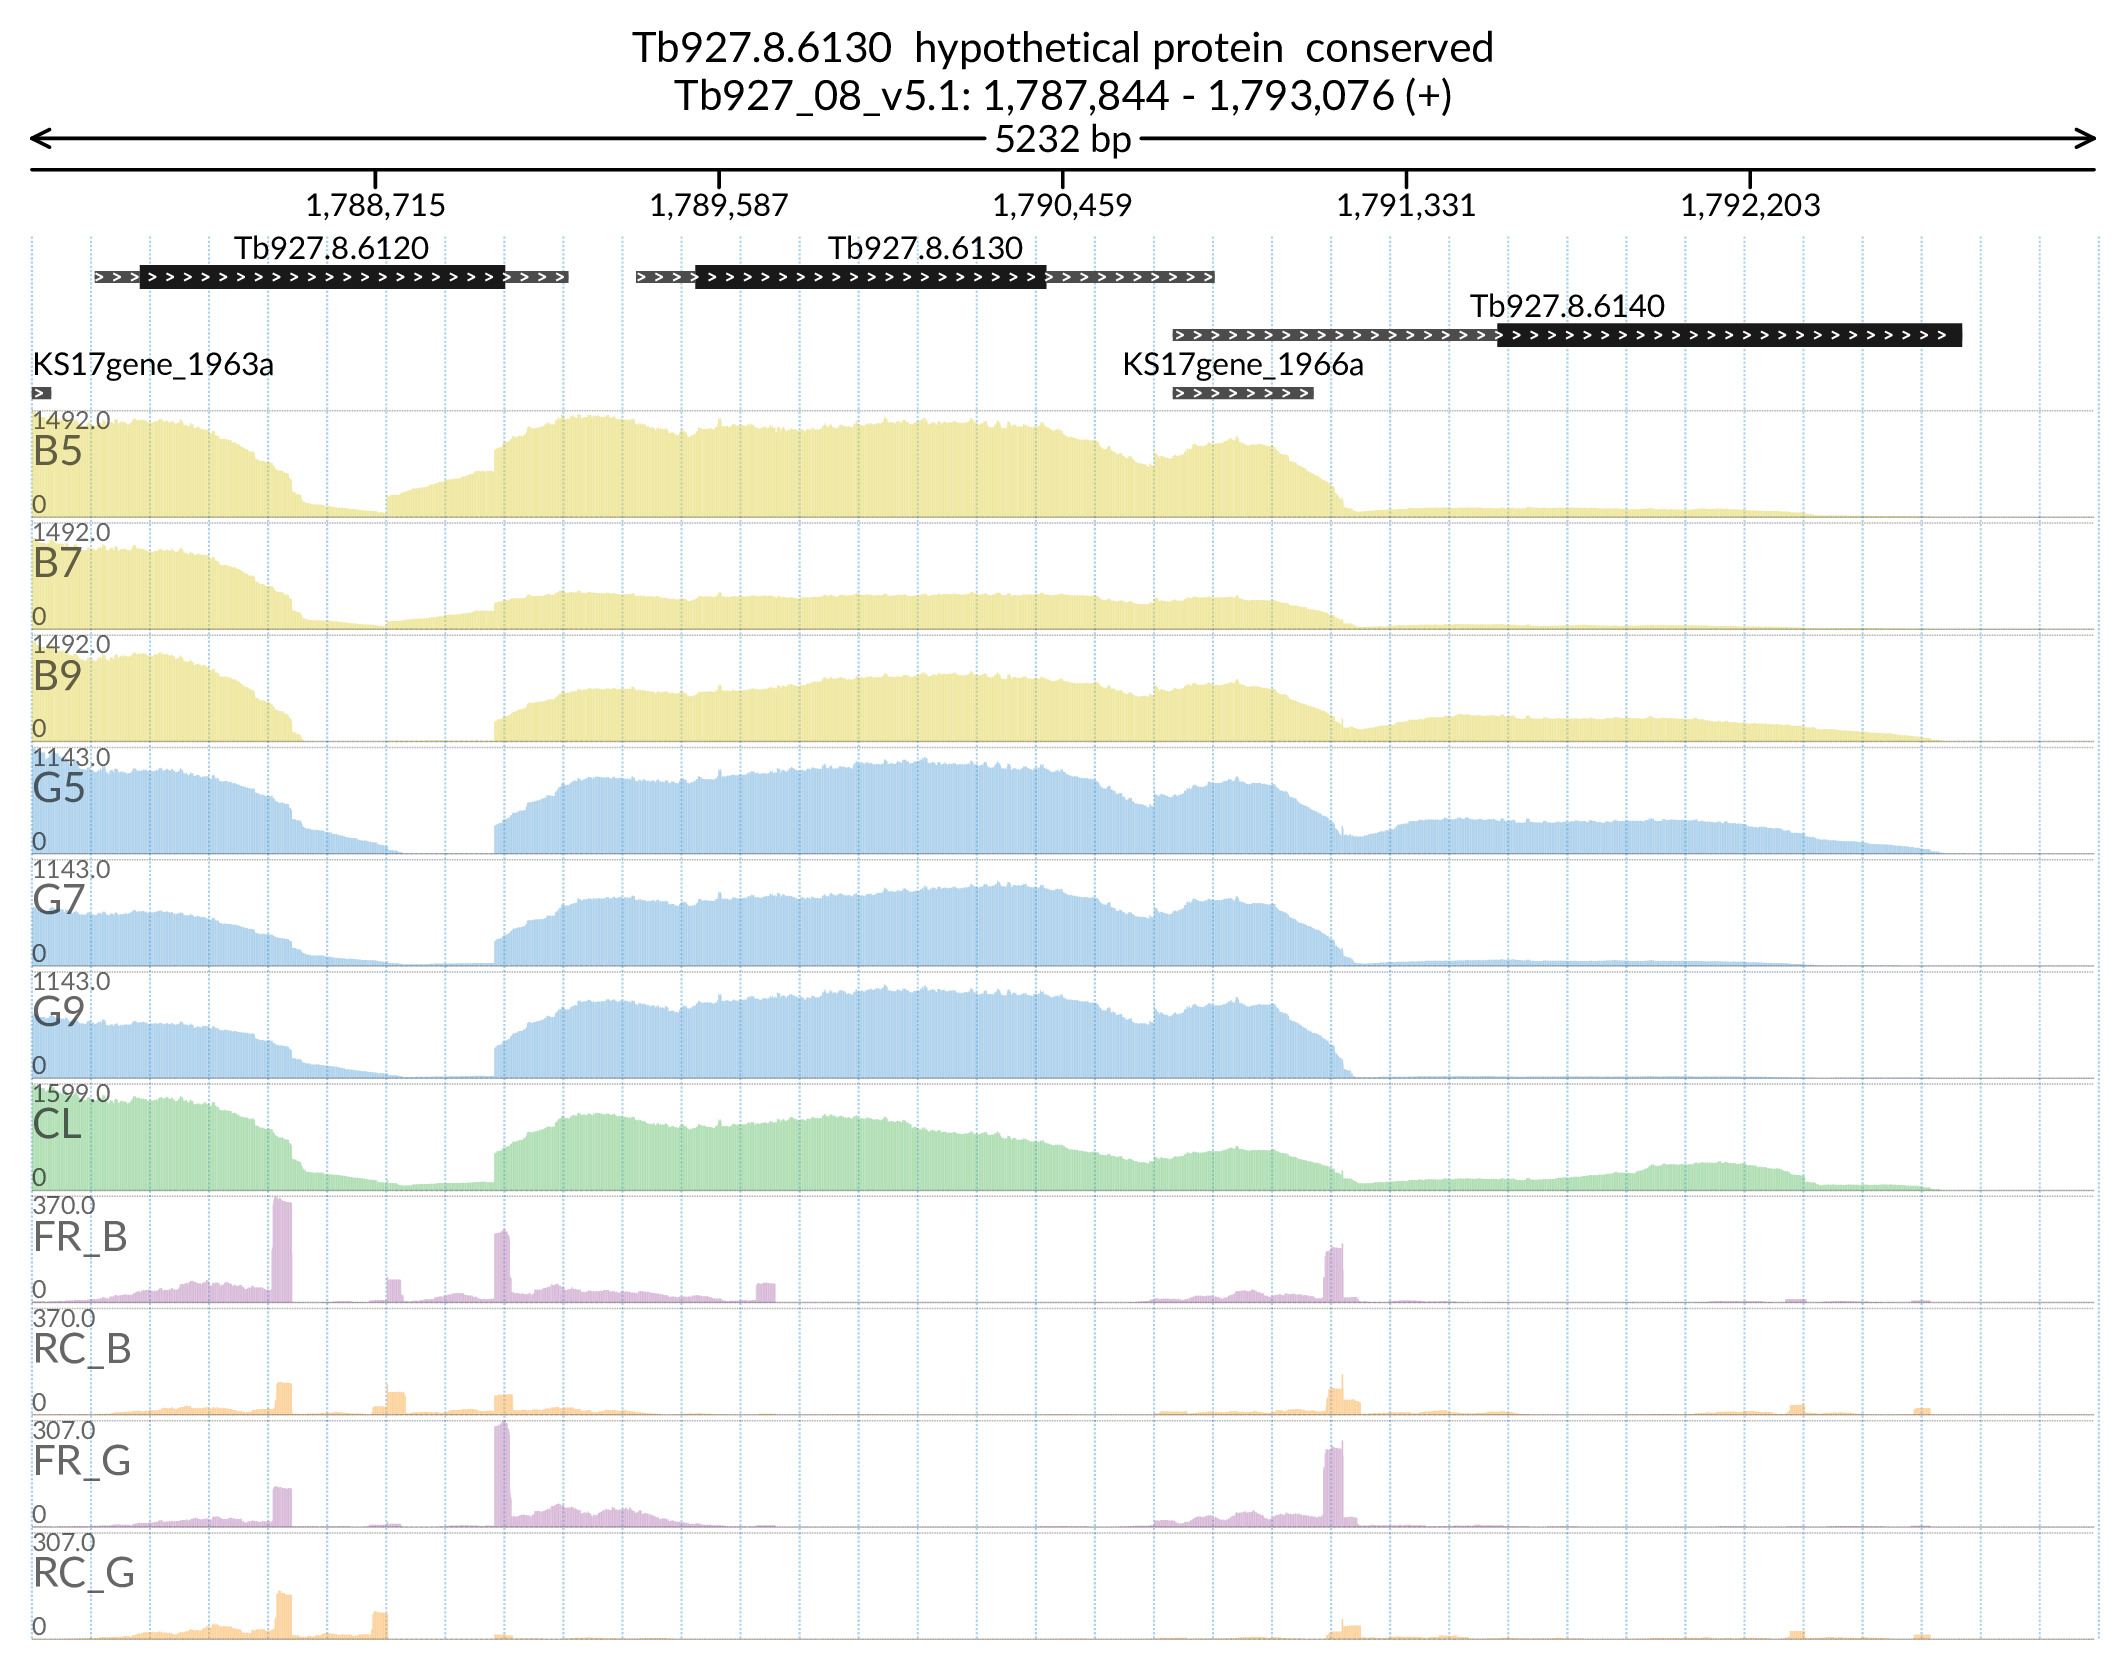 Tb927.8.6130  hypothetical protein  conserved
Tb927_08_v5.1: 1,787,844 - 1,793,076 (+)
5232 bp
1,788,715 1,789,587 1,790,459 1,791,331 1,792,203
Tb927.8.6120 Tb927.8.6130
Tb927.8.6140
KS17gene_1963a KS17gene_1966a
1492.0
B5
0
1492.0
B7
0
1492.0
B9
0
1143.0
G5
0
1143.0
G7
0
1143.0
G9
0
1599.0
CL
0
370.0
FR_B
0
370.0
RC_B
0
307.0
FR_G
0
307.0
RC_G
0